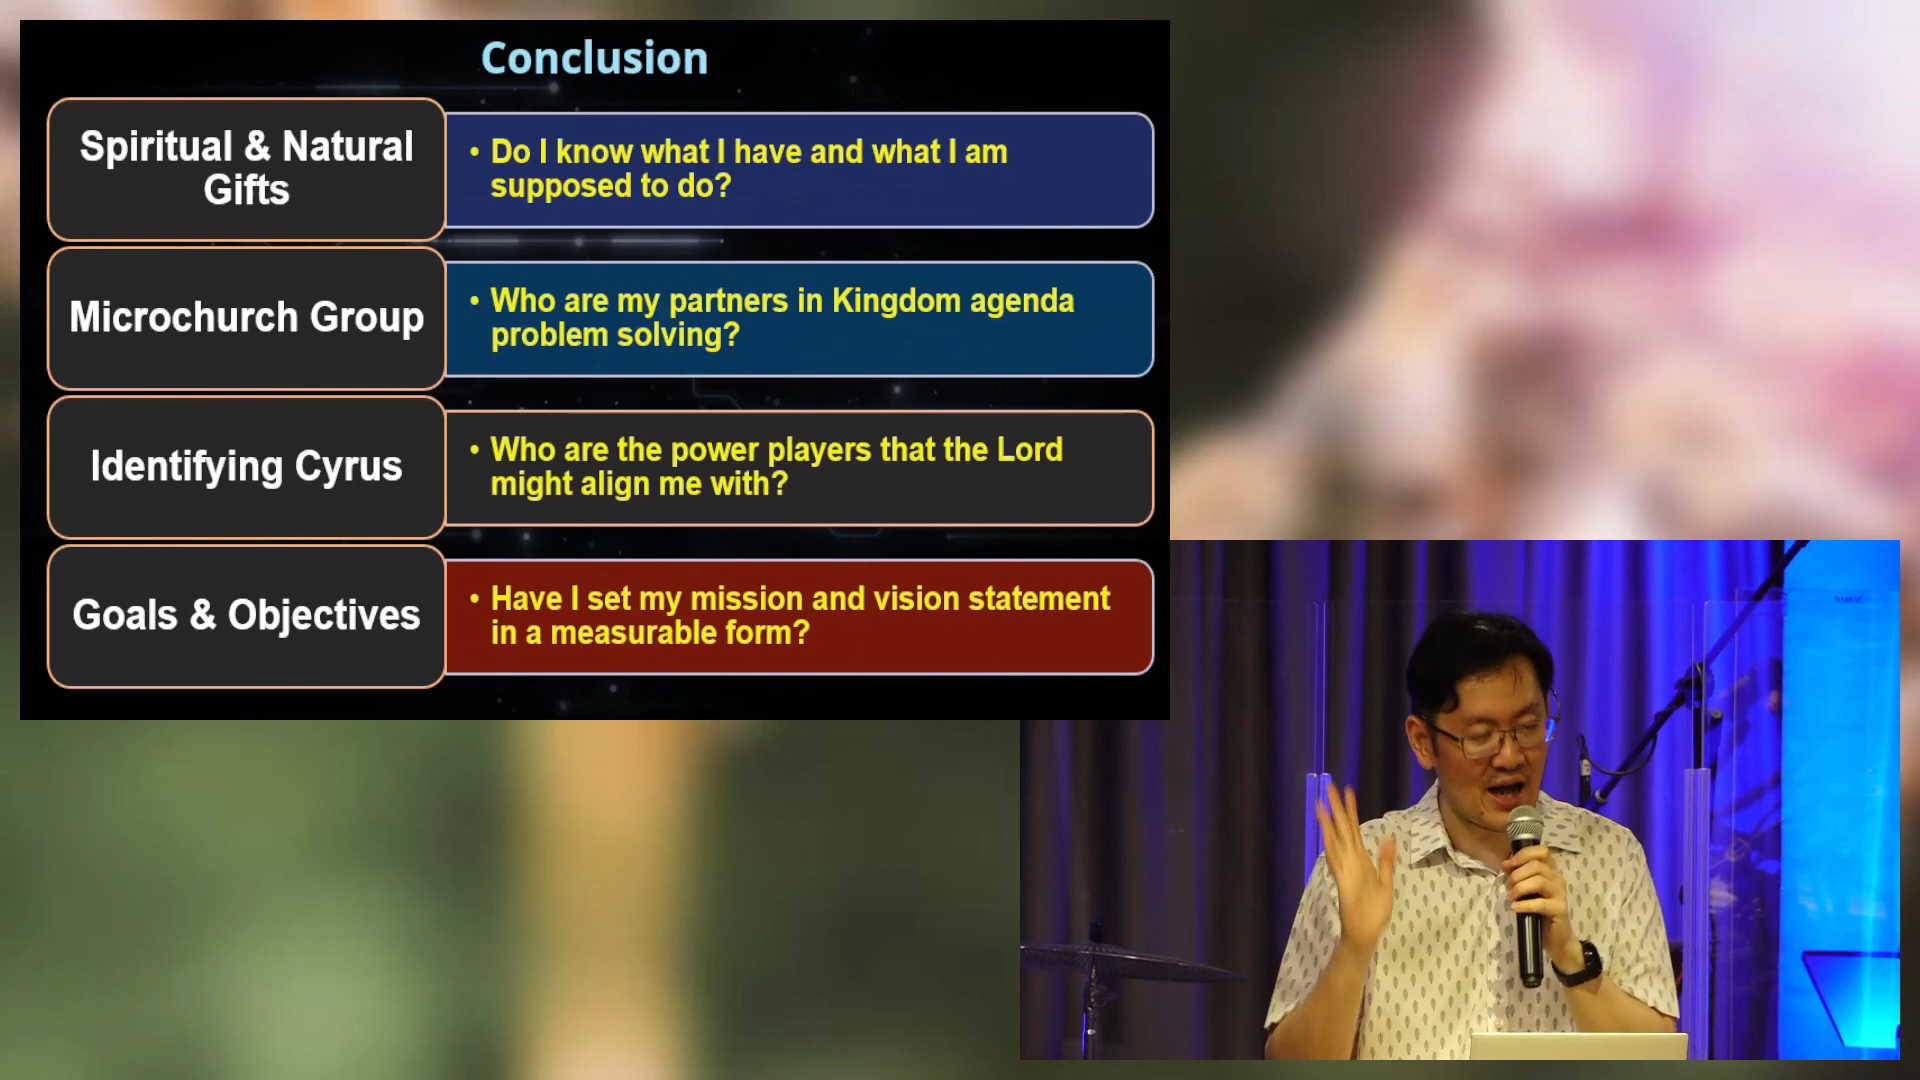 Conclusion
Spiritual & Natural
Gifts
• Do I know what I have and what I am
supposed to do?
Microchurch Group
• Who are my partners in Kingdom agenda
problem solving?
Identifying Cyrus
• Who are the power players that the Lord
might align me with?
Goals & Objectives
• Have I set my mission and vision statement
in a measurable form?